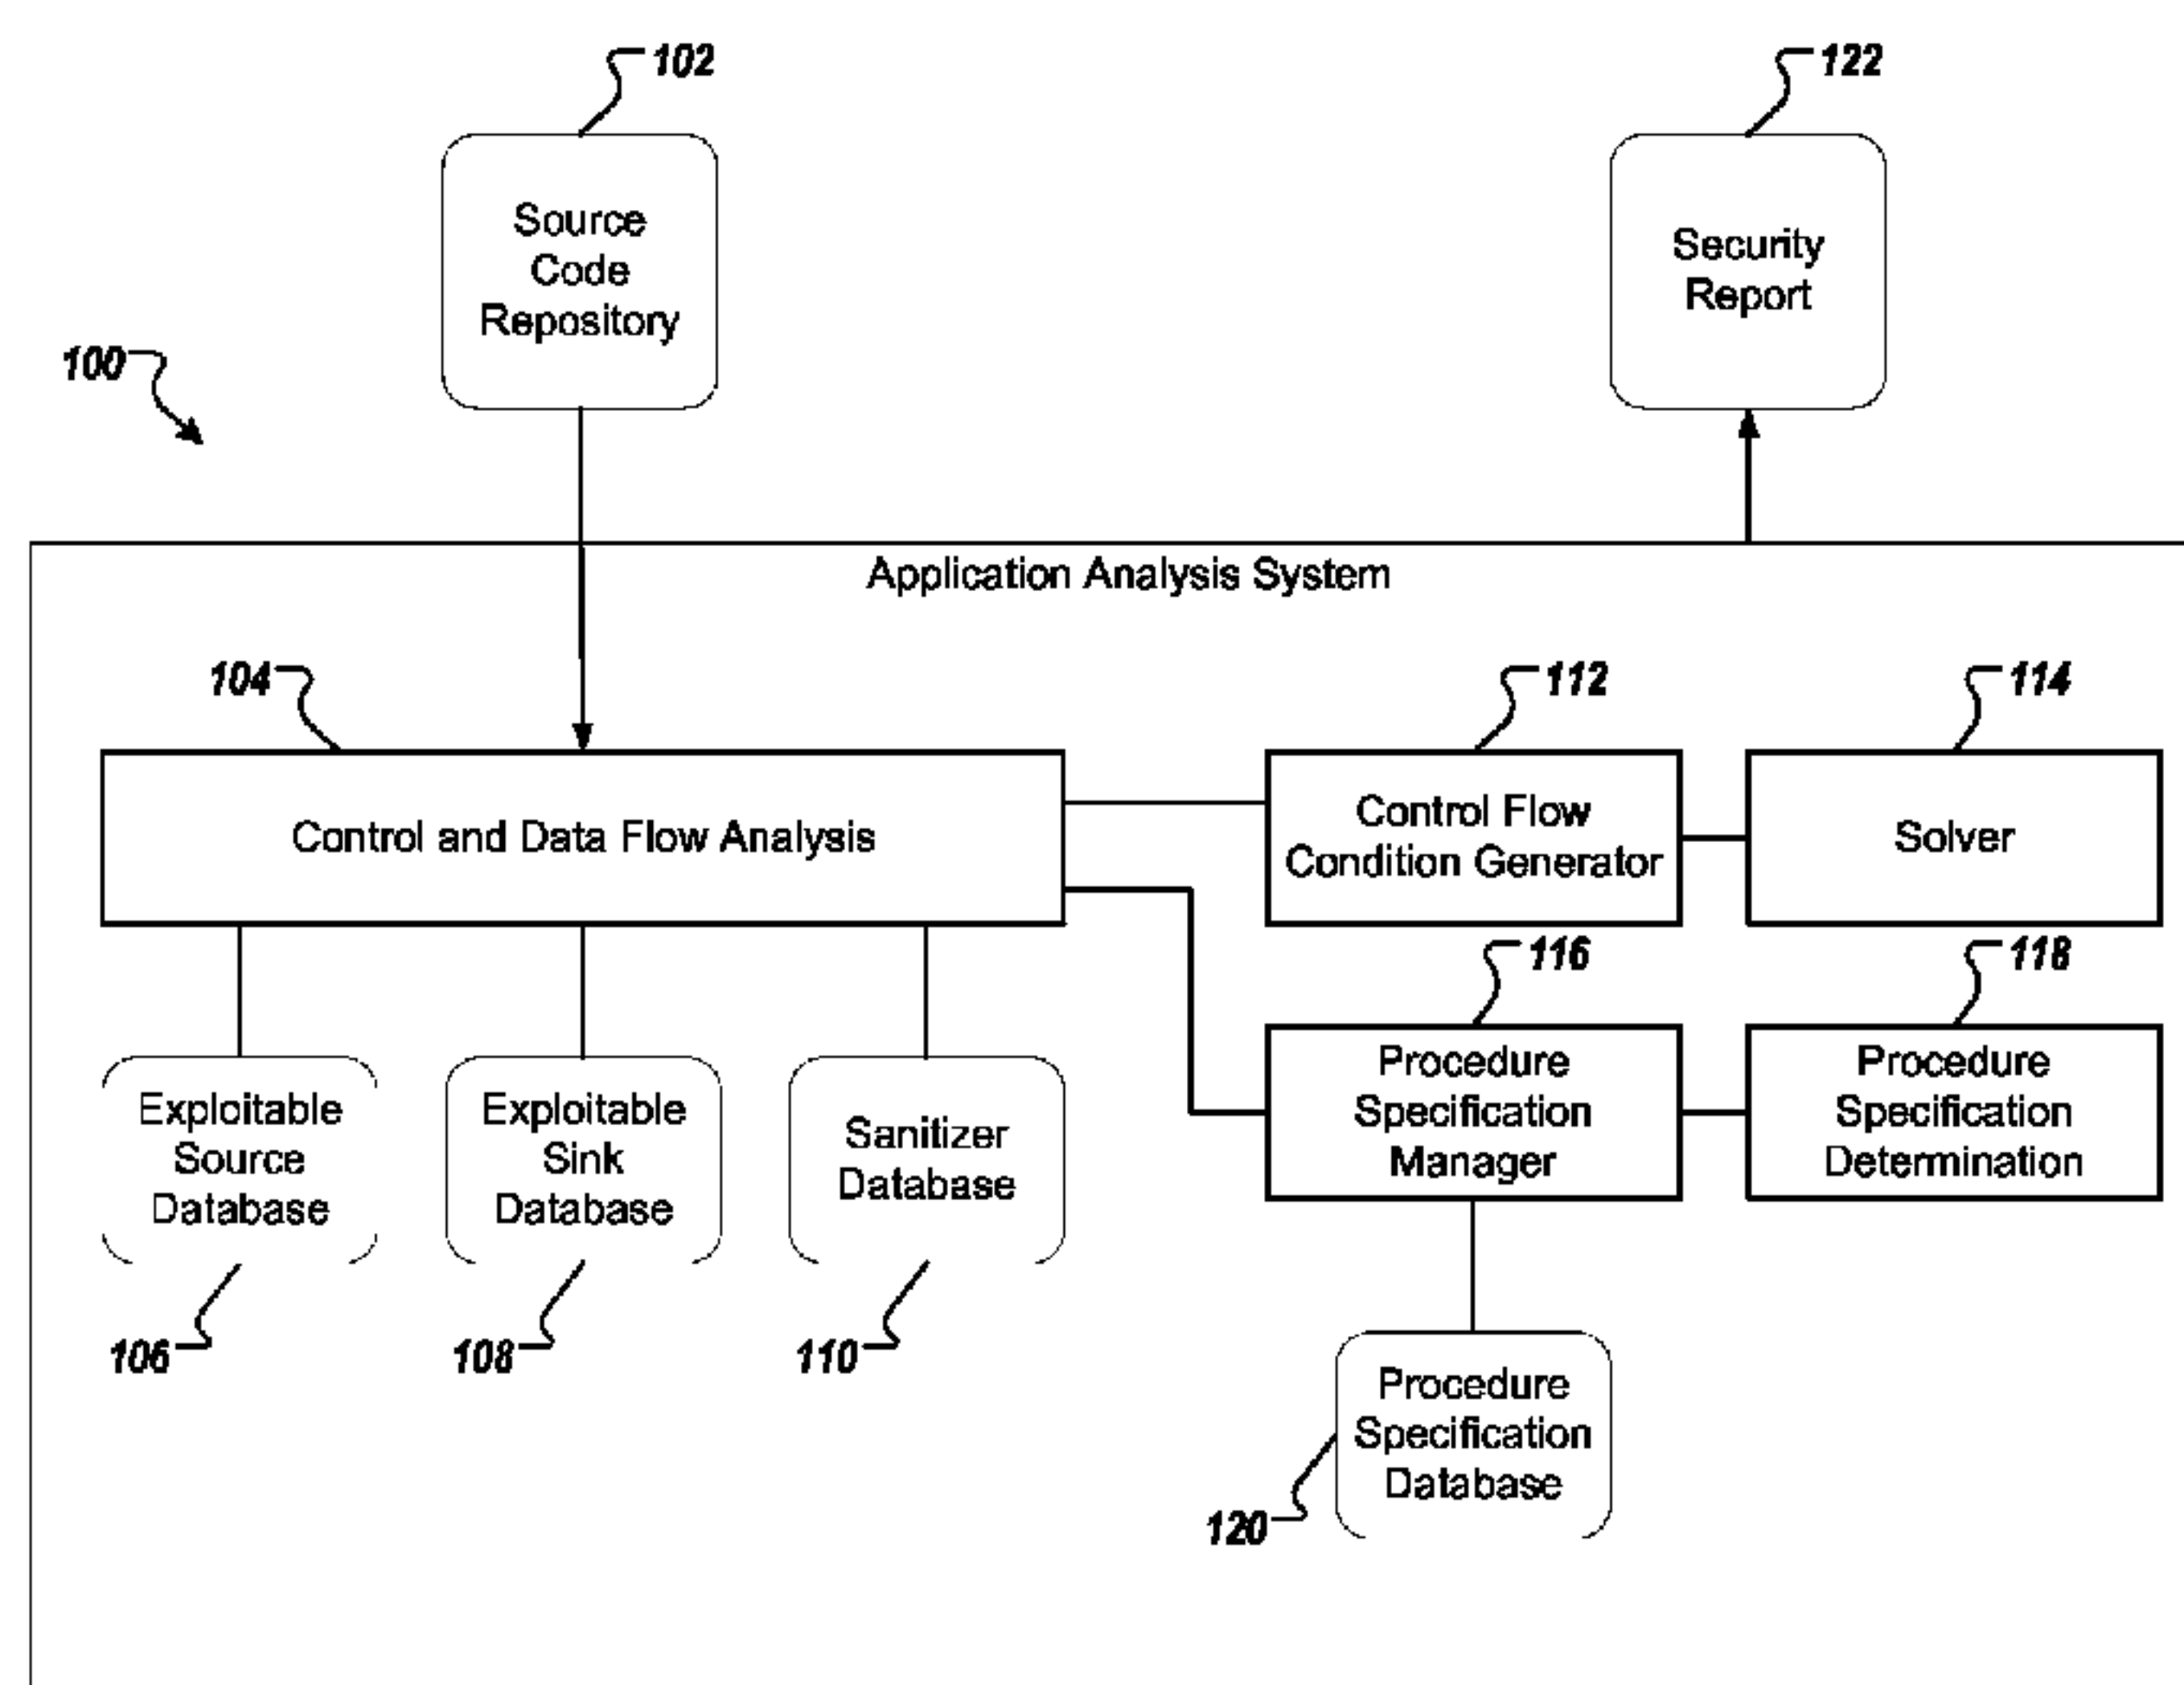 102
122
Source
Code
Repository
Security
Report
100
Application Analysis System
104
112
114
Control and Data Flow Analysis
Control Flow
Condition Generator
Solver
116
118
Exploitable
Source
Database
Exploitable
Sink
Database
Sanitizer
Database
Procedure
Specification
Manager
Procedure
Specification
Determination
106
108
110
Procedure
Specification
Database
120